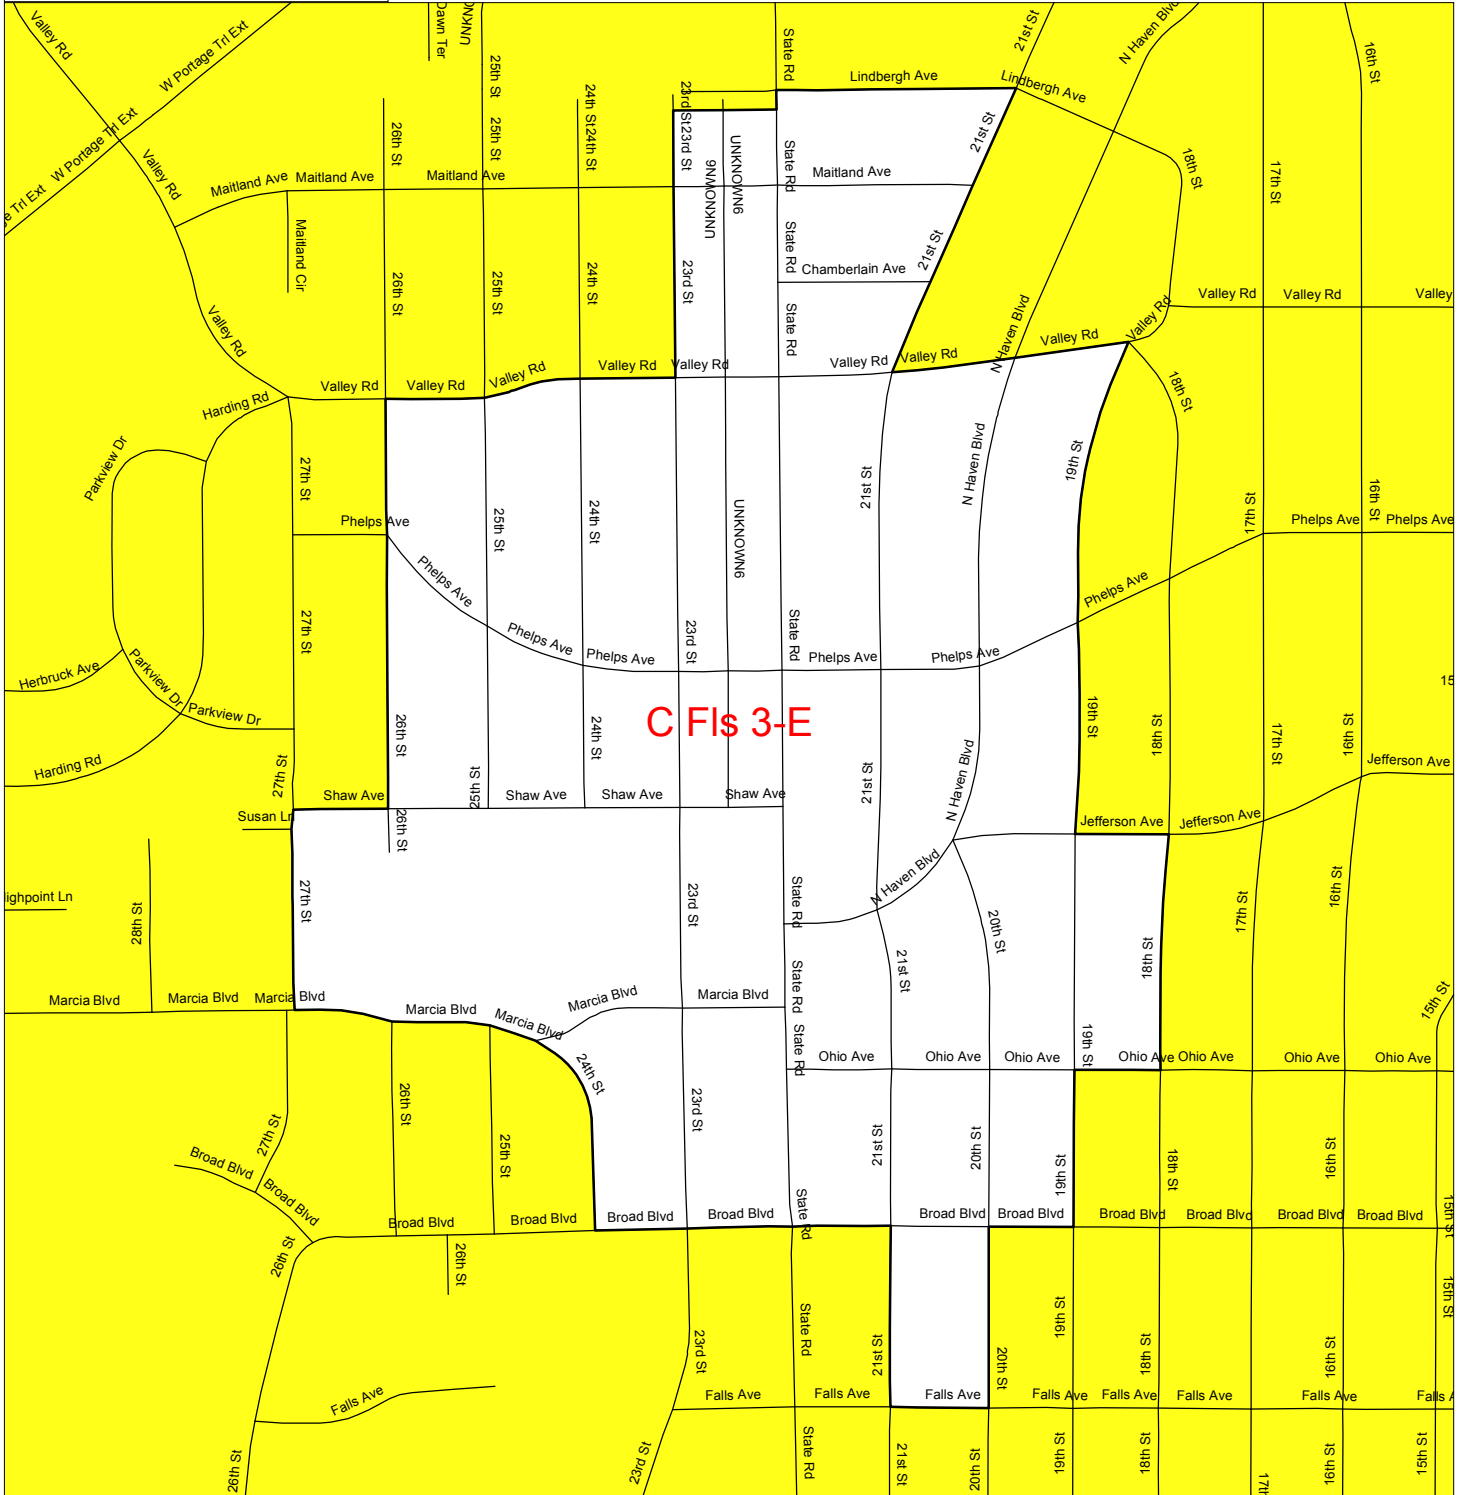 Valley Rd
W Portage Trl Ext
Dawn Ter
25th St
State Rd
21st St
N Haven Blvd
16th St
Lindbergh Ave
Lindbergh Ave
W Portage Trl Ext
26th St
25th St
24th St
24th St
23rd St
23rd St
UNKNOWN6
UNKNOWN6
State Rd
21st St
18th St
17th St
Valley Rd
Maitland Ave
Maitland Ave
Maitland Ave
Maitland Ave
e Trl Ext
Maitland Cir
26th St
25th St
24th St
23rd St
State Rd
Chamberlain Ave
21st St
N Haven Blvd
Valley Rd
Valley Rd
Valley
Valley Rd
State Rd
Valley Rd
Valley Rd
Valley Rd
Valley Rd
Valley Rd
Valley Rd
Valley Rd
Valley Rd
Valley Rd
N Haven Blvd
18th St
Harding Rd
Parkview Dr
27th St
Phelps Ave
25th St
24th St
UNKNOWN6
21st St
N Haven Blvd
19th St
17th St
16th St
Phelps Ave
Phelps Ave
Phelps Ave
Phelps Ave
27th St
Phelps Ave
Phelps Ave
23rd St
State Rd
Phelps Ave
Phelps Ave
Herbruck Ave
Parkview Dr
Parkview Dr
15
C Fls 3-E
26th St
24th St
19th St
18th St
17th St
16th St
Harding Rd
27th St
25th St
21st St
N Haven Blvd
Jefferson Ave
Shaw Ave
Shaw Ave
Shaw Ave
Shaw Ave
Susan Ln
26th St
Jefferson Ave
Jefferson Ave
ighpoint Ln
28th St
27th St
23rd St
State Rd
N Haven Blvd
20th St
18th St
17th St
16th St
21st St
State Rd
Marcia Blvd
Marcia Blvd
Marcia Blvd
Marcia Blvd
Marcia Blvd
Marcia Blvd
Marcia Blvd
15th St
State Rd
Ohio Ave
Ohio Ave
Ohio Ave
19th St
Ohio Ave
Ohio Ave
Ohio Ave
Ohio Ave
24th St
26th St
23rd St
27th St
25th St
21st St
20th St
19th St
18th St
16th St
Broad Blvd
Broad Blvd
Broad Blvd
Broad Blvd
Broad Blvd
Broad Blvd
State Rd
Broad Blvd
Broad Blvd
Broad Blvd
Broad Blvd
Broad Blvd
Broad Blvd
15th St
26th St
26th St
15th St
State Rd
23rd St
21st St
20th St
19th St
18th St
16th St
Falls Ave
Falls Ave
Falls Ave
Falls Ave
Falls Ave
Falls Ave
Falls Ave
Falls Ave
Falls A
26th St
23rd St
State Rd
21st St
20th St
19th St
18th St
17th
16th St
15th St